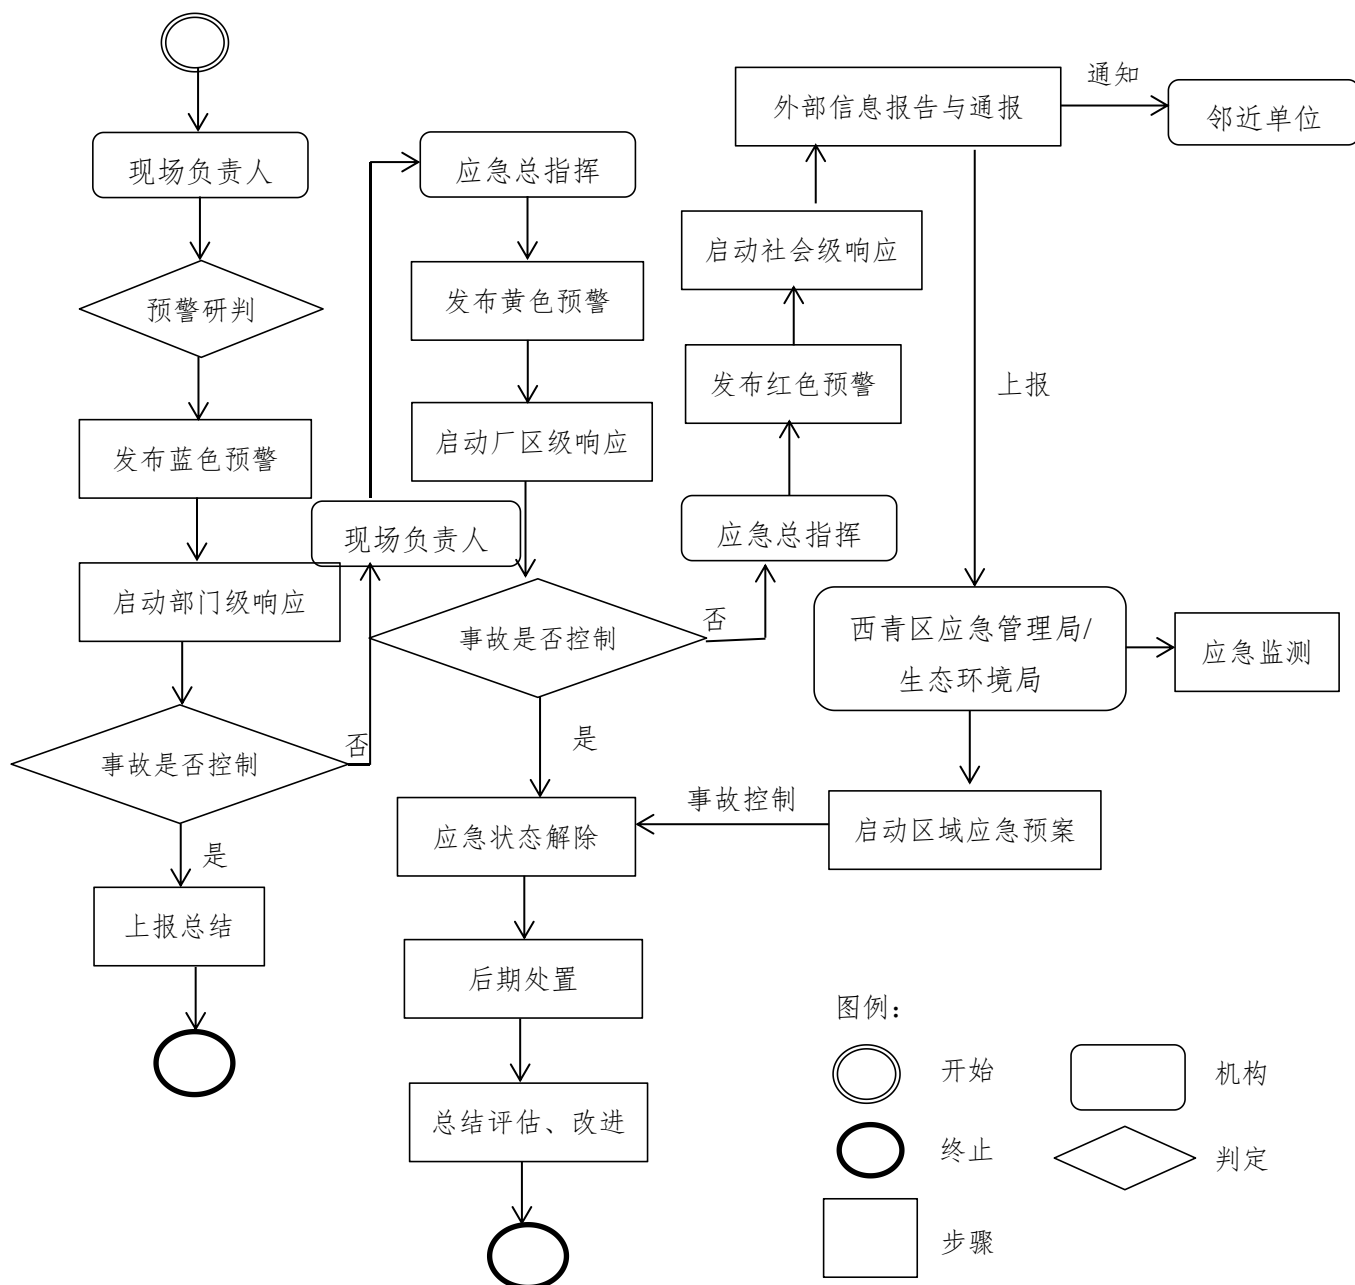 现场负责人
预警研判
发布蓝色预警
启动部门级响应
事故是否控制
否
是
上报总结
现场负责人
应急总指挥
发布黄色预警
启动厂区级响应
事故是否控制
否
是
应急状态解除
后期处置
总结评估、改进
应急总指挥
发布红色预警
启动社会级响应
外部信息报告与通报
通知
邻近单位
上报
西青区应急管理局/
生态环境局
应急监测
启动区域应急预案
事故控制
图例：
开始
机构
终止
判定
步骤